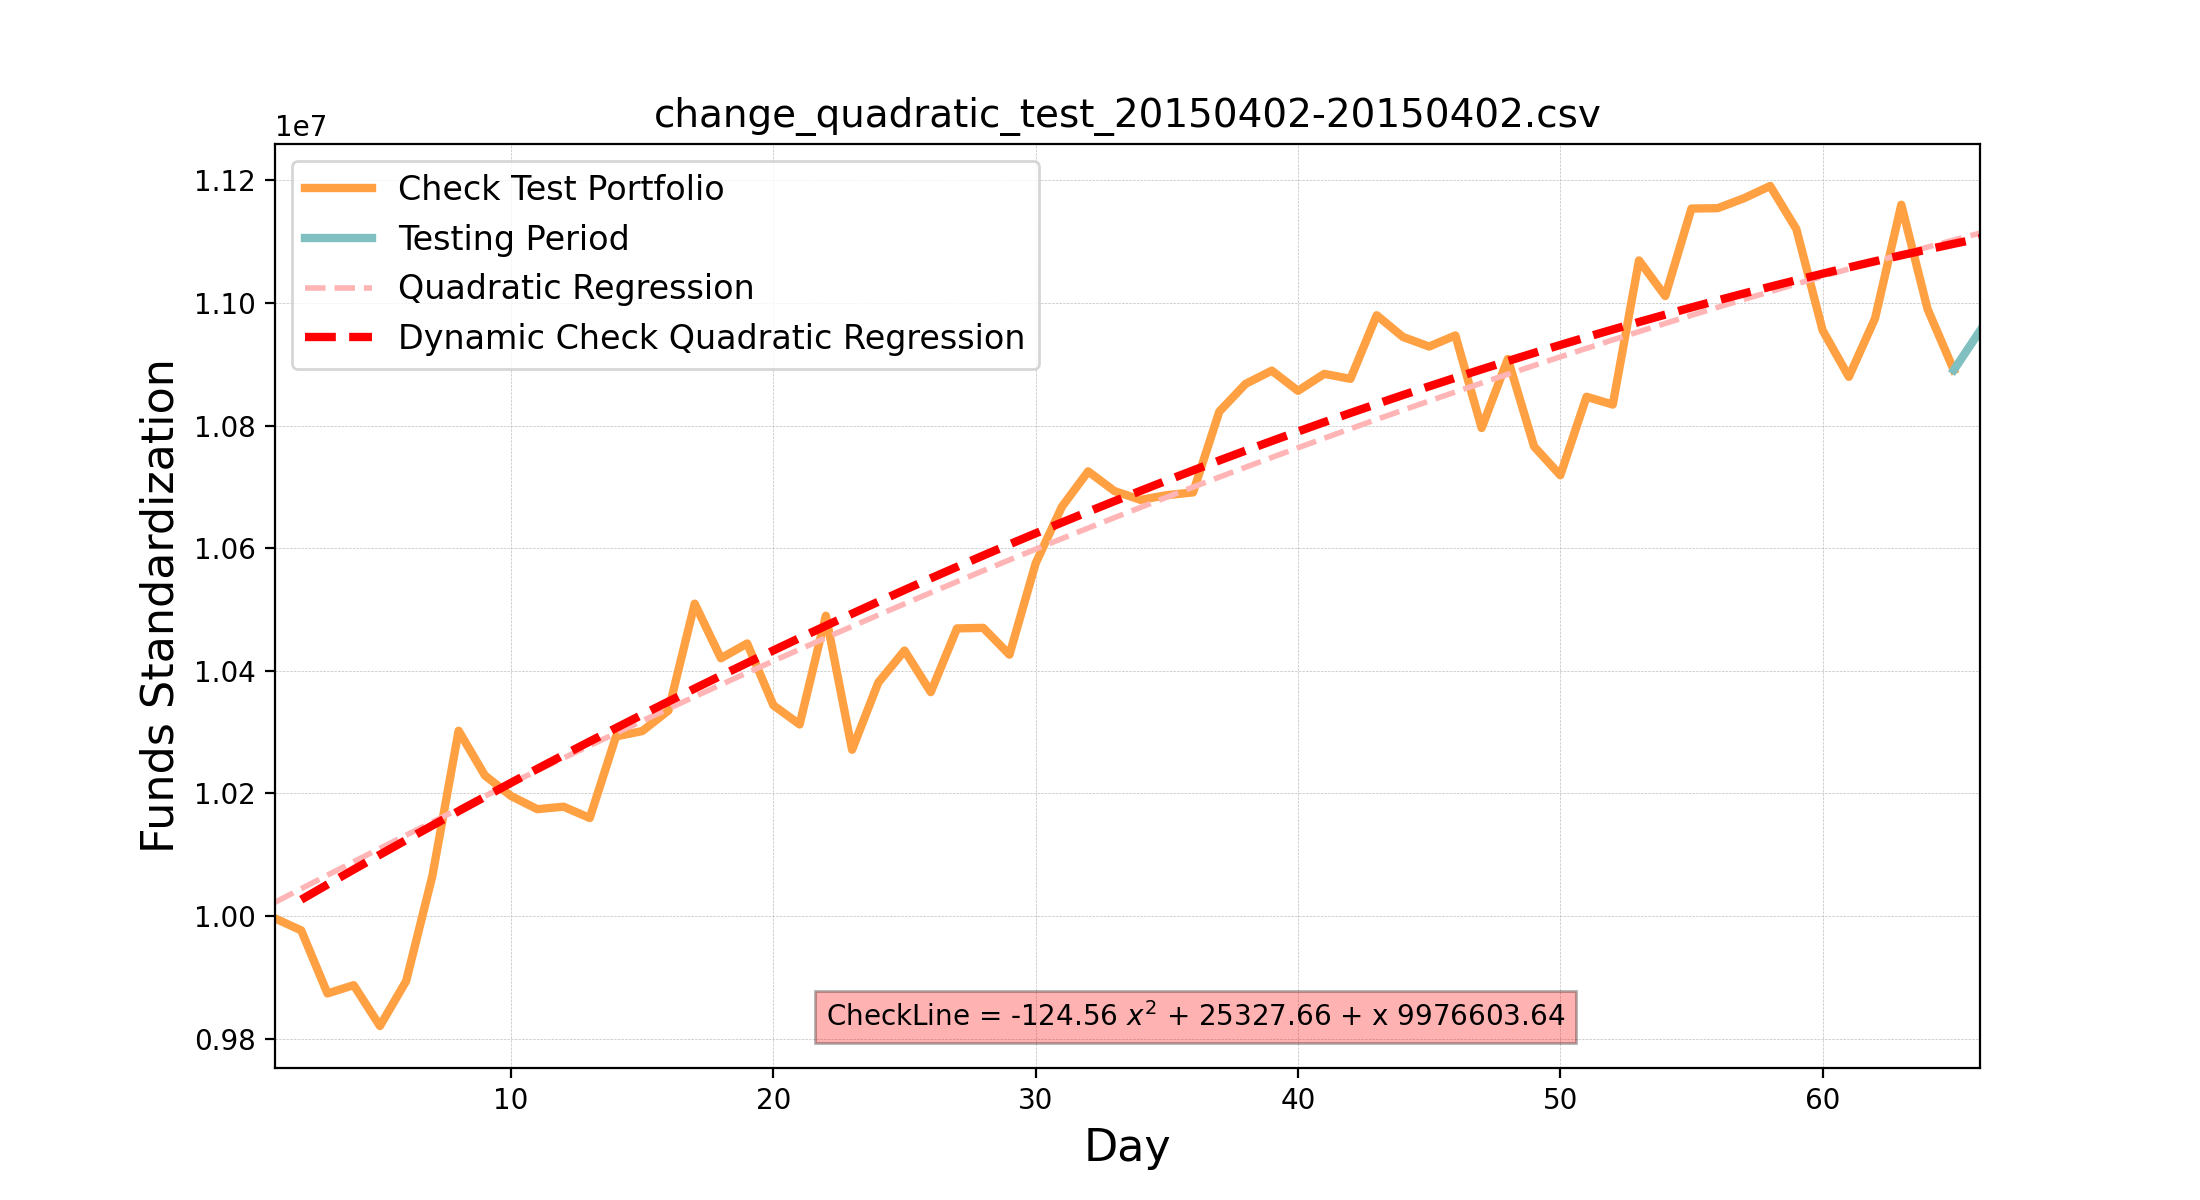 change_quadratic_test_20150402-20150402.csv
1e7
Check Test Portfolio
Testing Period
Quadratic Regression
Dynamic Check Quadratic Regression
1.12
1.10
1.08
1.06
1.04
1.02
1.00
0.98
Funds Standardization
CheckLine = -124.56 x² + 25327.66 + x 9976603.64
10 20 30 40 50 60
Day